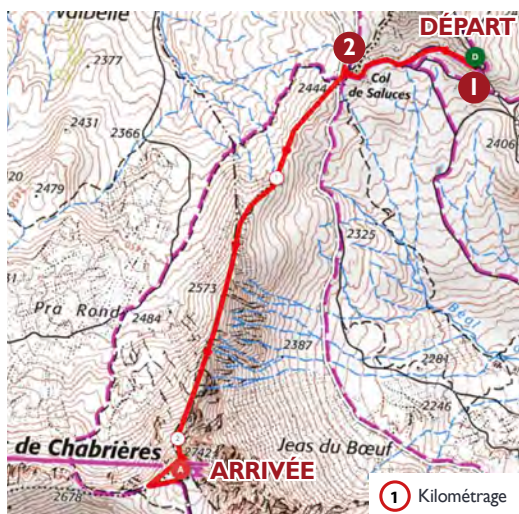 Valbelle
DÉPART
2377
2
D
Col
de Saluces
1
2444
2431
2366
2406
20
2479
2325
2573
Pra Rond
2484
2387
2281
2246
Jeas du Bœuf
de Chabrières
2742
A
ARRIVÉE
2678
1 Kilométrage